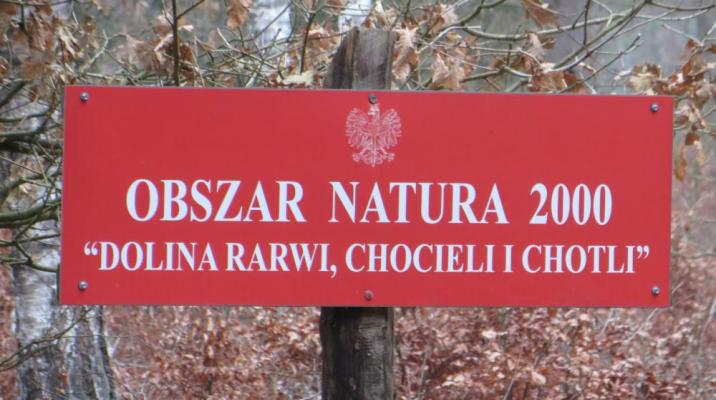 OBSZAR NATURA 2000
“DOLINA RARWI, CHOCIELI I CHOTLI”